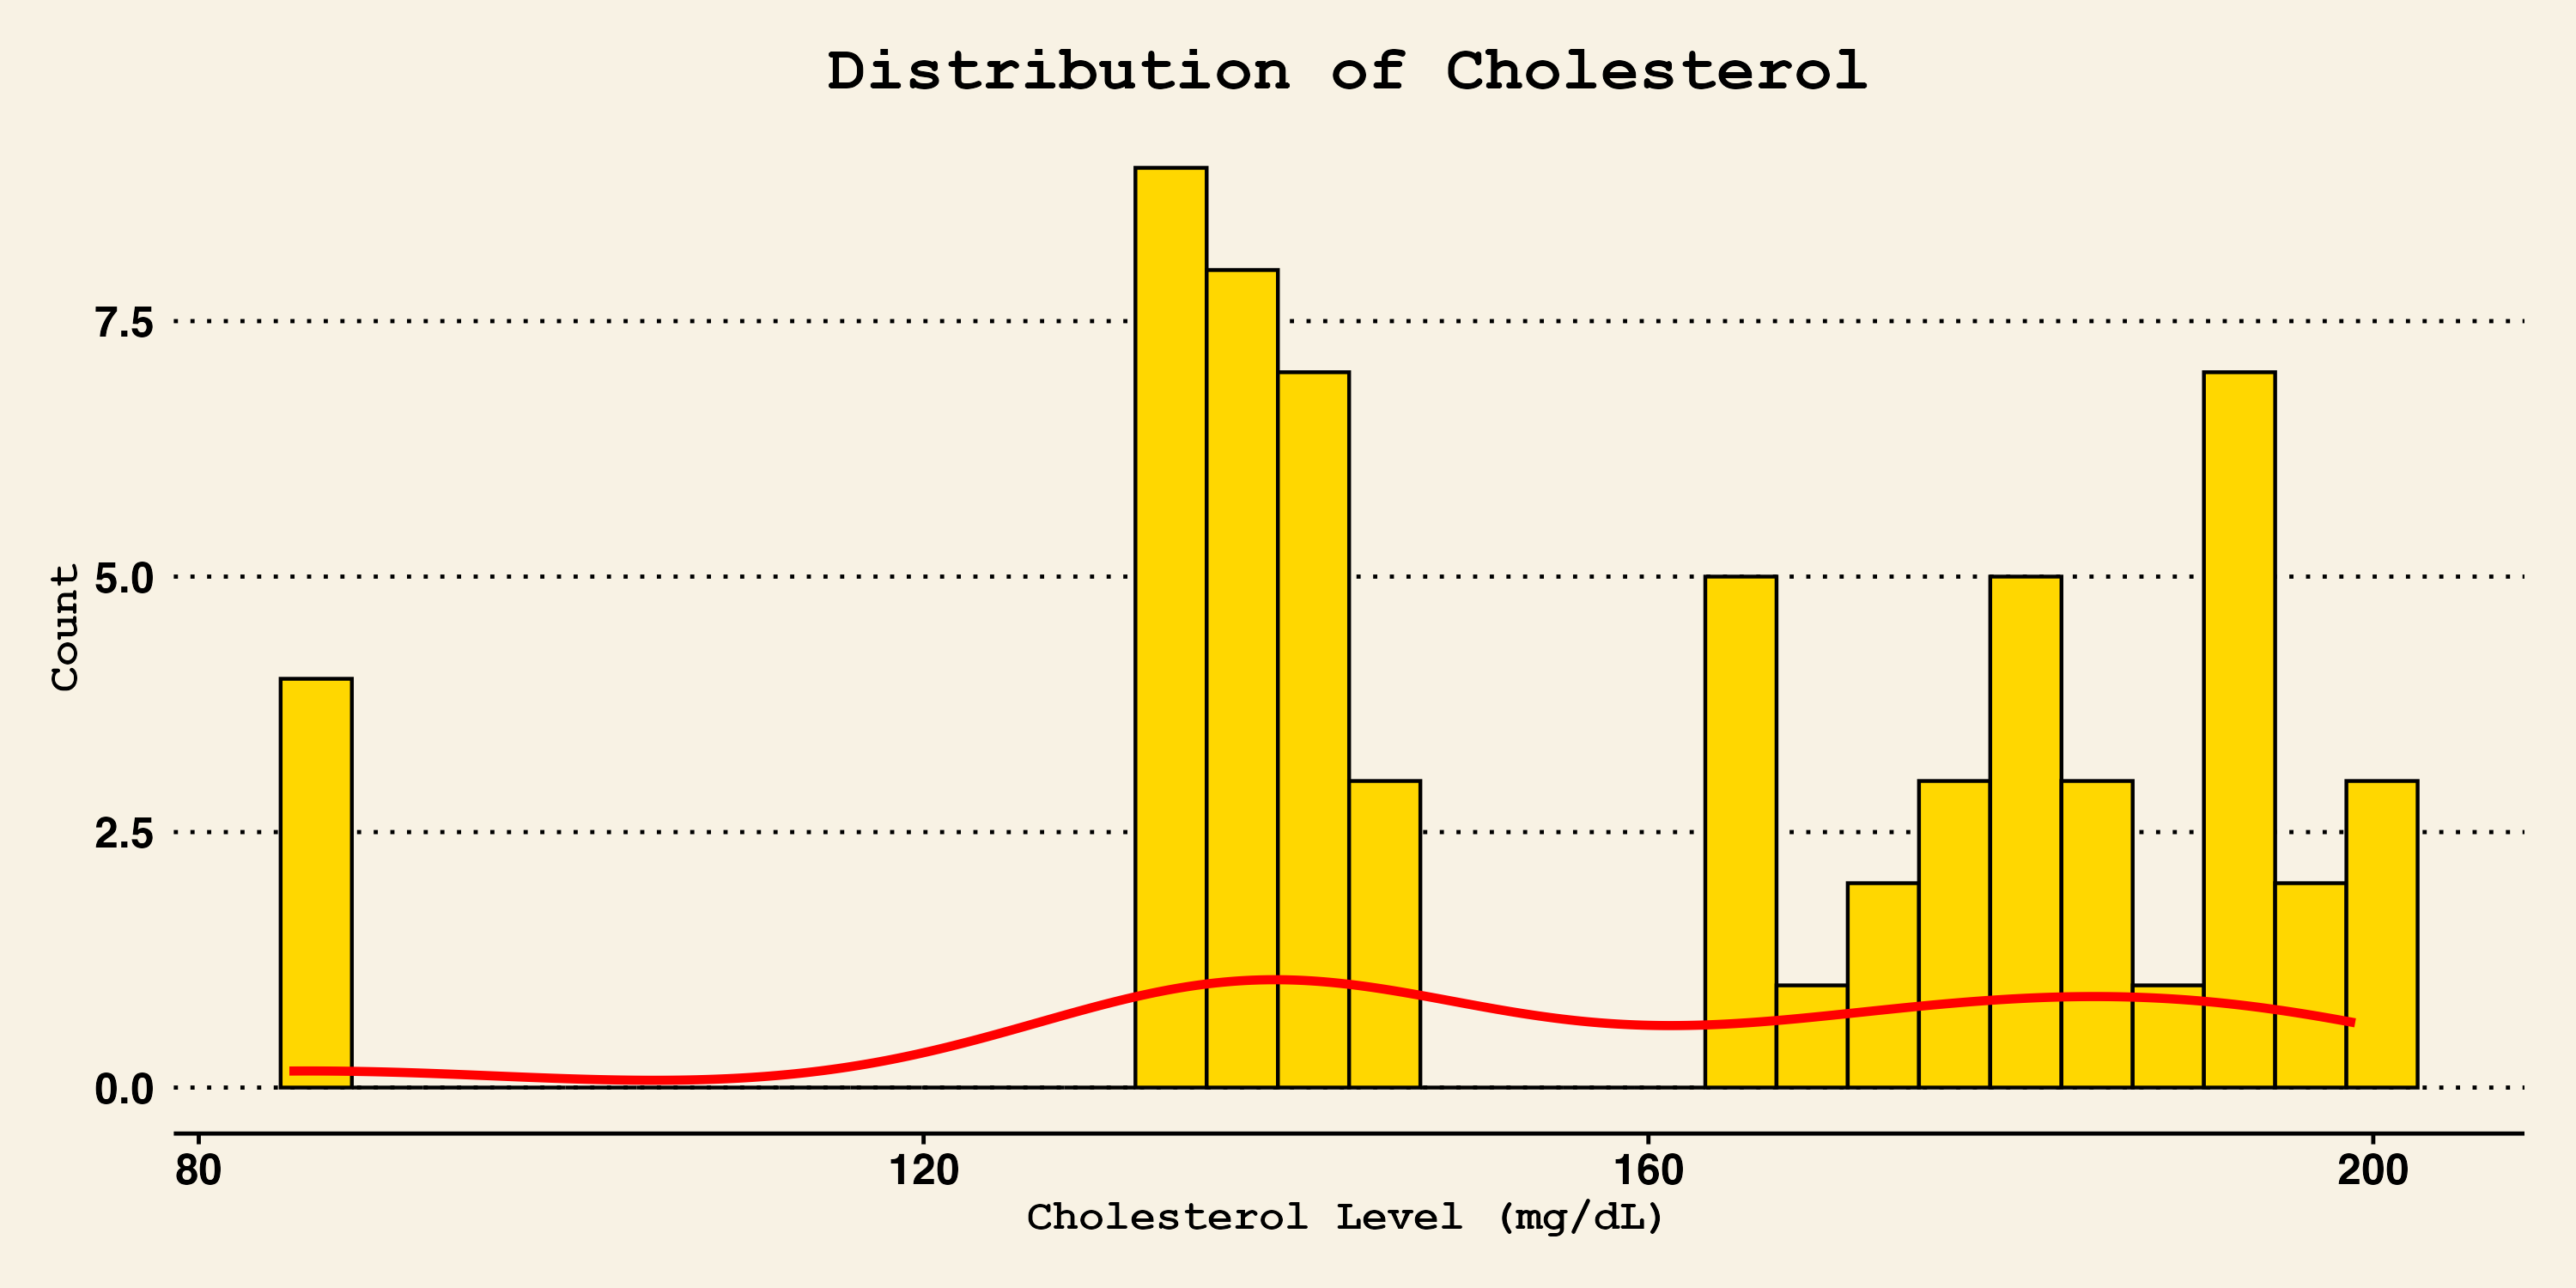 Distribution of Cholesterol
Count
7.5
5.0
2.5
0.0
80 120 160 200
Cholesterol Level (mg/dL)